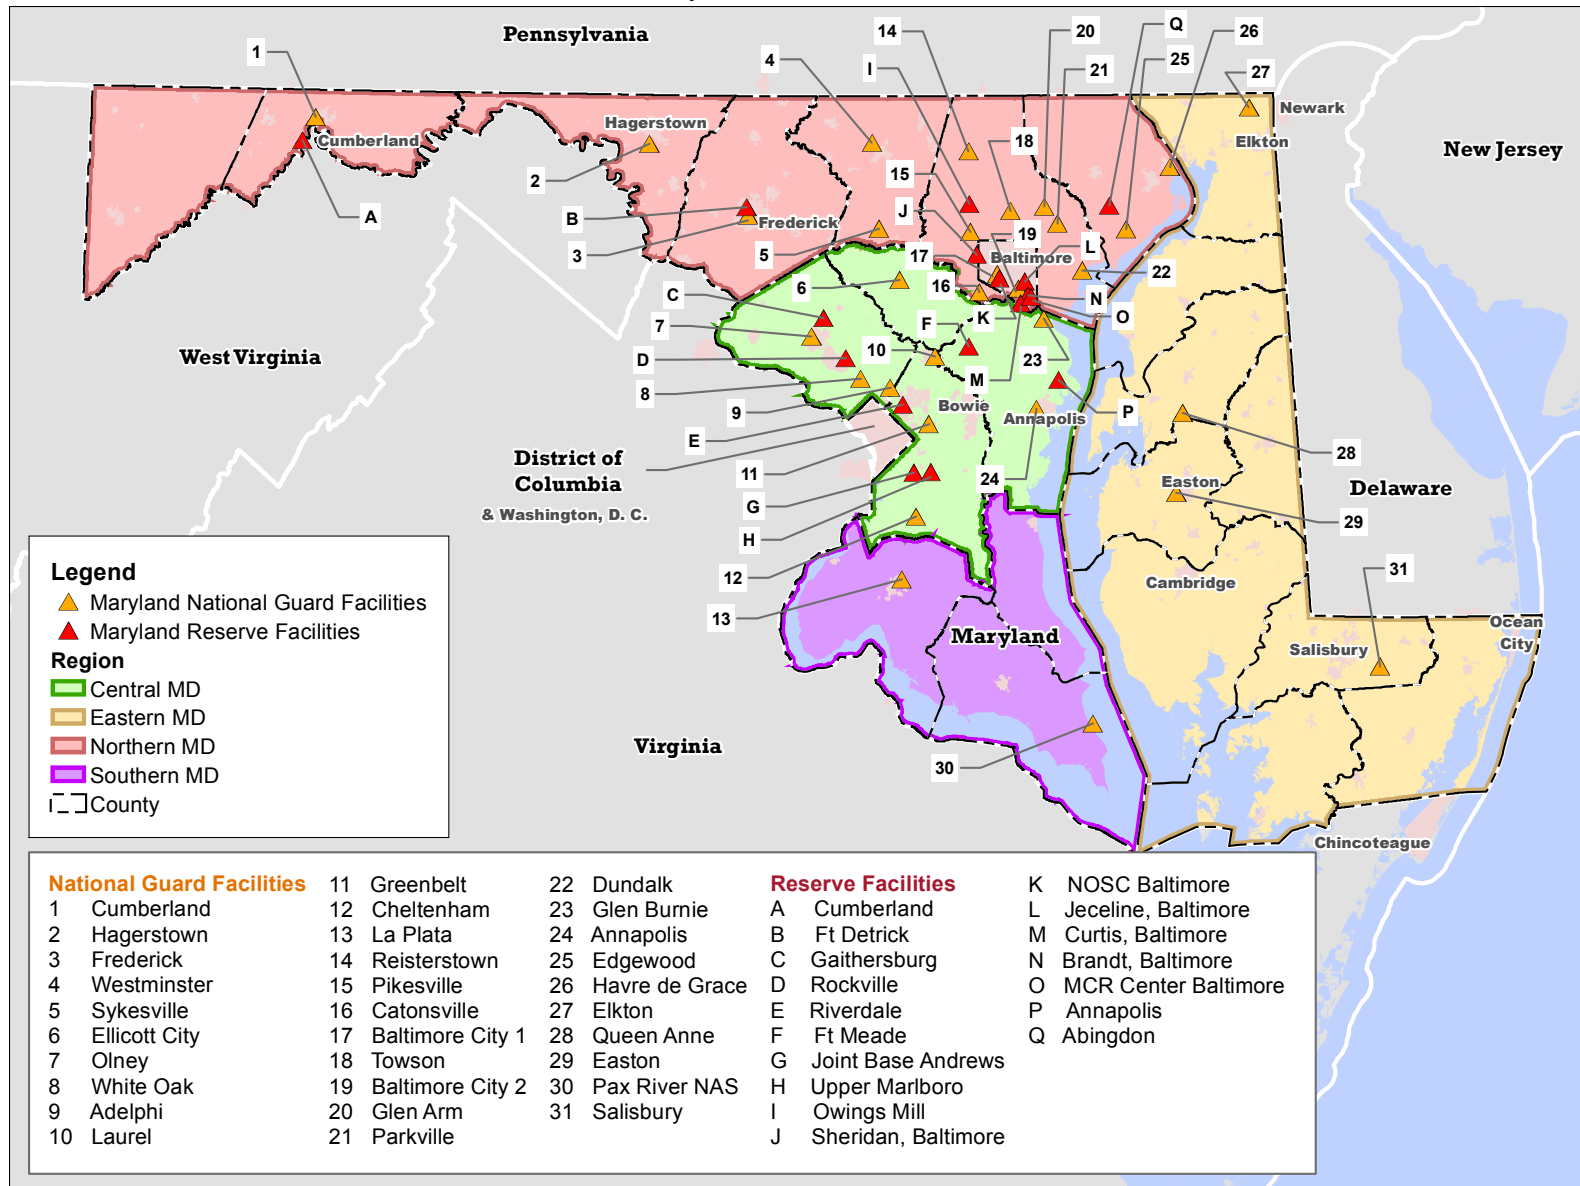 Pennsylvania
New Jersey
West Virginia
District of
Columbia
& Washington, D. C.
Virginia
Maryland
Delaware
Cumberland
Hagerstown
Frederick
Baltimore
Bowie
Annapolis
Newark
Elkton
Easton
Cambridge
Salisbury
Ocean
City
Chincoteague
1
A
2
B
3
4
5
14
I
15
J
17
16
18
19
20
21
Q
25
26
27
L
22
N
O
K
M
23
P
6
C
7
D
8
F
10
9
E
11
G
H
12
13
24
28
29
31
30
Legend
Maryland National Guard Facilities
Maryland Reserve Facilities
Region
Central MD
Eastern MD
Northern MD
Southern MD
County
National Guard Facilities
1 Cumberland
2 Hagerstown
3 Frederick
4 Westminster
5 Sykesville
6 Ellicott City
7 Olney
8 White Oak
9 Adelphi
10 Laurel
11 Greenbelt
12 Cheltenham
13 La Plata
14 Reisterstown
15 Pikesville
16 Catonsville
17 Baltimore City 1
18 Towson
19 Baltimore City 2
20 Glen Arm
21 Parkville
22 Dundalk
23 Glen Burnie
24 Annapolis
25 Edgewood
26 Havre de Grace
27 Elkton
28 Queen Anne
29 Easton
30 Pax River NAS
31 Salisbury
Reserve Facilities
A Cumberland
B Ft Detrick
C Gaithersburg
D Rockville
E Riverdale
F Ft Meade
G Joint Base Andrews
H Upper Marlboro
I Owings Mill
J Sheridan, Baltimore
K NOSC Baltimore
L Jeceline, Baltimore
M Curtis, Baltimore
N Brandt, Baltimore
O MCR Center Baltimore
P Annapolis
Q Abingdon